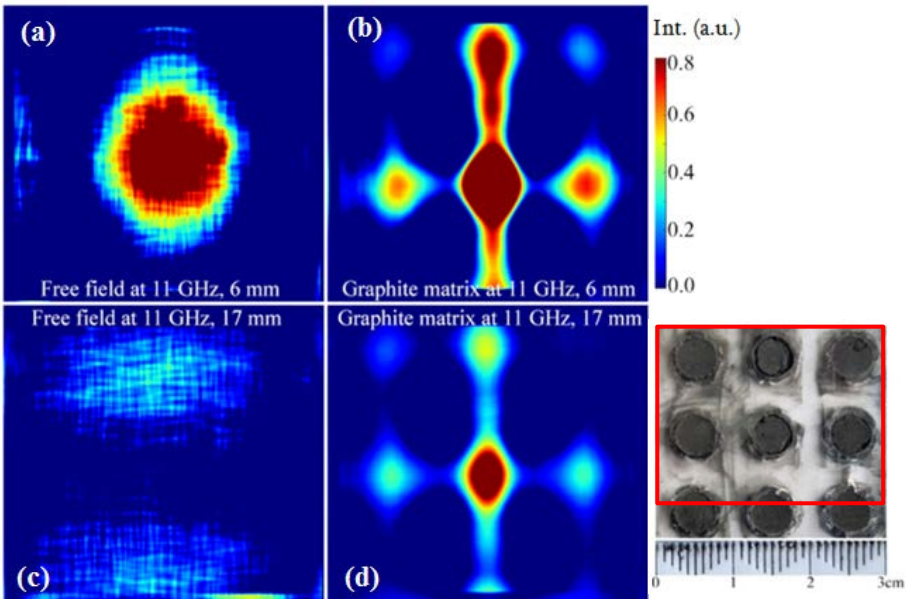 (a)
(b)
Int. (a.u.)
0.8
0.6
0.4
0.2
0.0
Free field at 11 GHz, 6 mm
Graphite matrix at 11 GHz, 6 mm
Free field at 11 GHz, 17 mm
Graphite matrix at 11 GHz, 17 mm
(c)
(d)
0 1 2 3cm